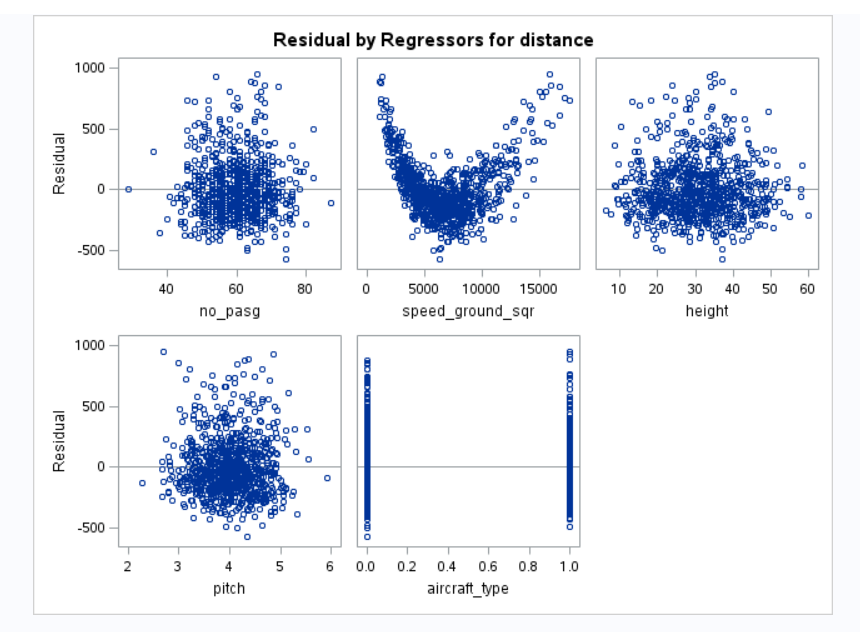 Residual by Regressors for distance
1000
500
0
-500
Residual
40 60 80
no_pasg
0 5000 10000 15000
speed_ground_sqr
10 20 30 40 50 60
height
1000
500
0
-500
Residual
2 3 4 5 6
pitch
0.0 0.2 0.4 0.6 0.8 1.0
aircraft_type